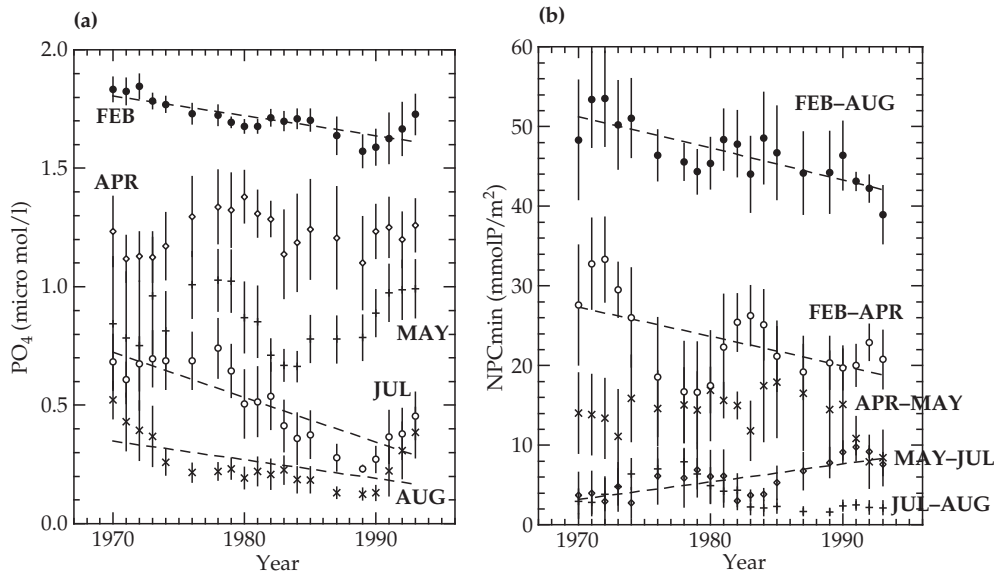 (a)
PO4 (micro mol/l)
2.0
1.5
1.0
0.5
0.0
FEB
APR
MAY
JUL
AUG
1970 1980 1990
Year
(b)
NPCmin (mmolP/m²)
60
50
40
30
20
10
0
FEB–AUG
FEB–APR
APR–MAY
MAY–JUL
JUL–AUG
1970 1980 1990
Year